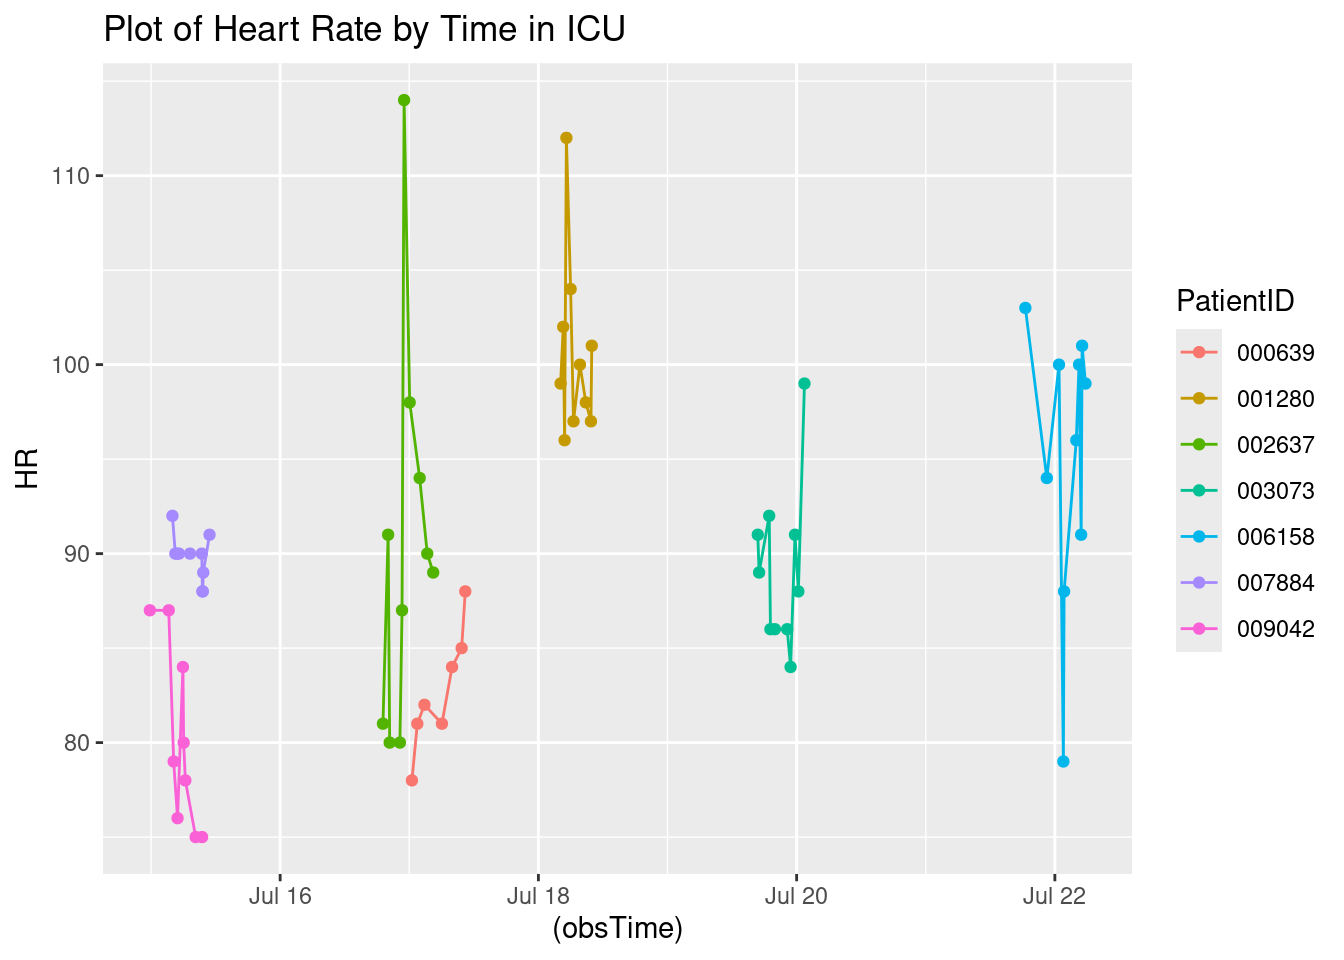 Plot of Heart Rate by Time in ICU
110
100
90
80
HR
Jul 16
Jul 18
Jul 20
Jul 22
(obsTime)
PatientID
000639
001280
002637
003073
006158
007884
009042